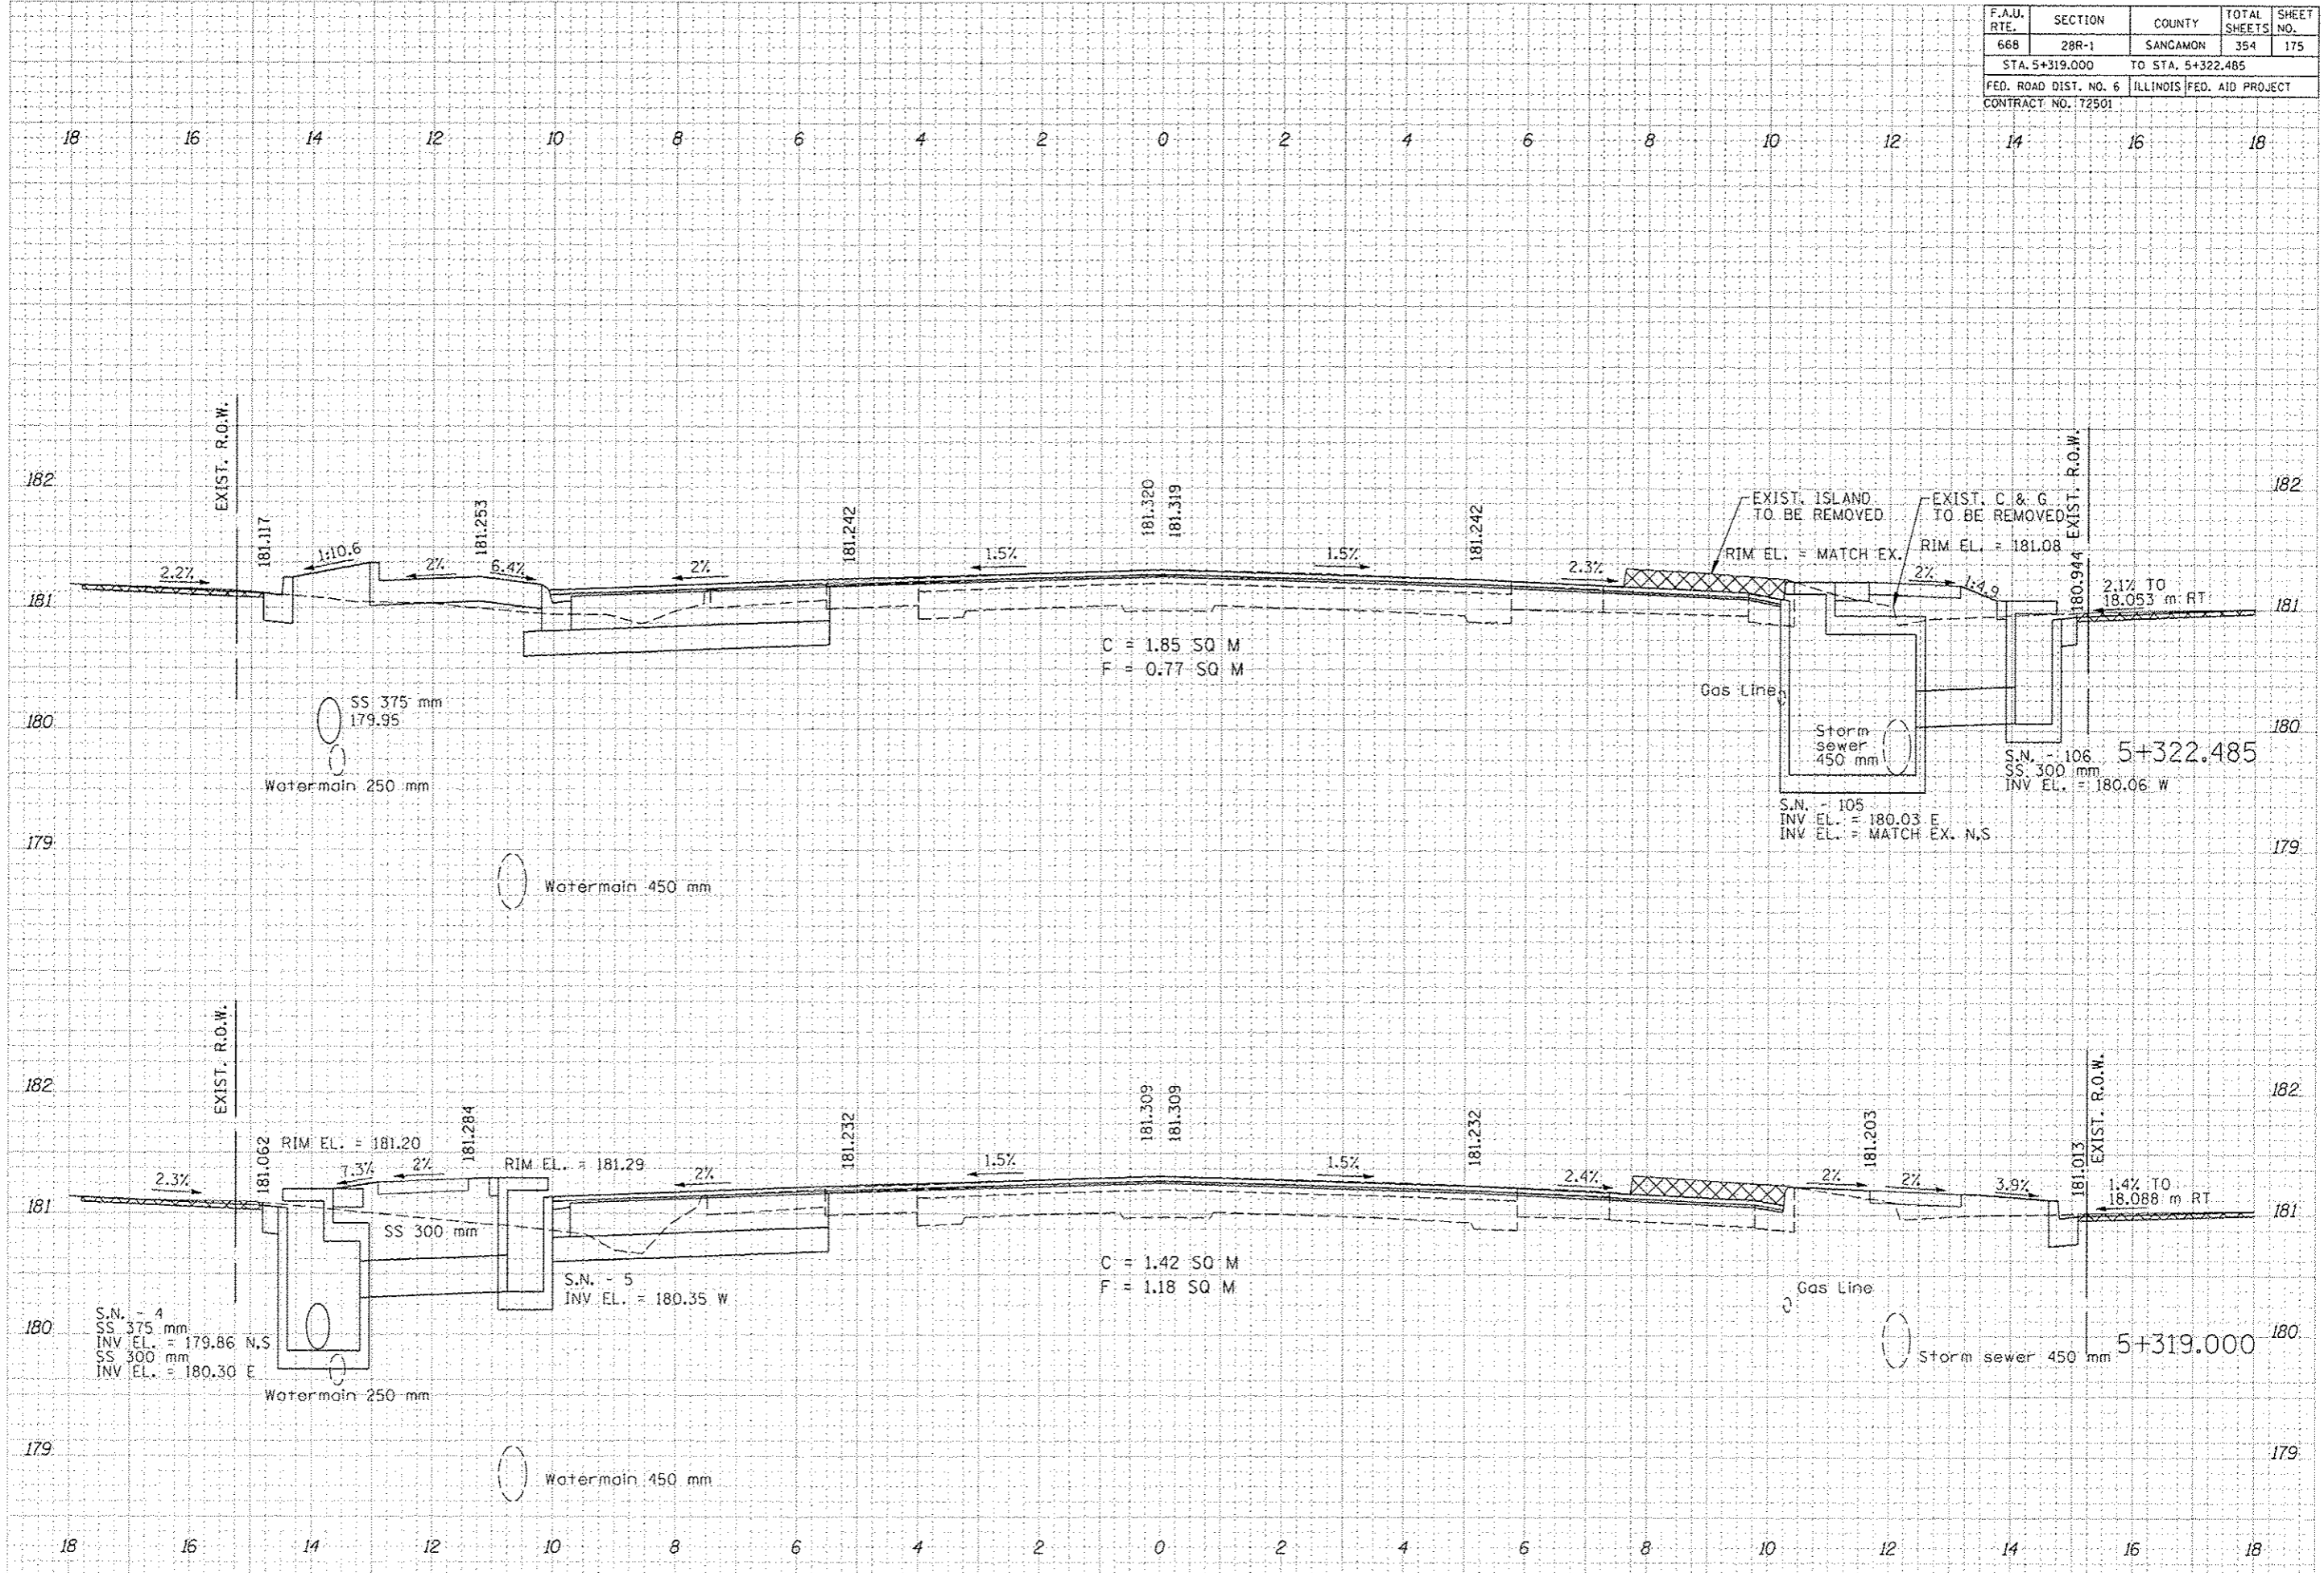 F.A.U. RTE. SECTION COUNTY TOTAL SHEETS SHEET NO.
668 28R-1 SANGAMON 354 175
STA. 5+319.000 TO STA. 5+322.485
FED. ROAD DIST. NO. 6 ILLINOIS FED. AID PROJECT
CONTRACT NO. 72501
18 16 14 12 10 8 6 4 2 0 2 4 6 8 10 12 14 16 18
EXIST. R.O.W.
181.117
181.253
181.242
181.320
181.319
181.242
EXIST. ISLAND
TO BE REMOVED
EXIST. C & G
TO BE REMOVED
180.944 EXIST. R.O.W.
182 182
RIM EL. = MATCH EX.
RIM EL. = 181.08
2.2% 1:10.6 2% 6.4% 2% 1.5% 1.5% 2.3% 2% 1:4.9
2.1% TO
18.053 m RT
181 181
C = 1.85 SQ M
F = 0.77 SQ M
SS 375 mm
179.95
Watermain 250 mm
Gas Line
Storm
sewer
450 mm
180 180
S.N. - 106
SS 300 mm
INV EL. = 180.06 W
5+322.485
S.N. - 105
INV EL. = 180.03 E
INV EL. = MATCH EX. N,S
179 179
Watermain 450 mm
EXIST. R.O.W.
181.062
181.284
181.232
181.309
181.309
181.232
181.203
181.013
EXIST. R.O.W.
182 182
RIM EL. = 181.20
RIM EL. = 181.29
2.3% 7.3% 2% 2% 1.5% 1.5% 2.4% 2% 2% 3.9%
1.4% TO
18.088 m RT
181 181
SS 300 mm
C = 1.42 SQ M
F = 1.18 SQ M
S.N. - 5
INV EL. = 180.35 W
S.N. - 4
SS 375 mm
INV EL. = 179.86 N,S
SS 300 mm
INV EL. = 180.30 E
Watermain 250 mm
Gas Line
180 180
Storm sewer 450 mm
5+319.000
179 179
Watermain 450 mm
18 16 14 12 10 8 6 4 2 0 2 4 6 8 10 12 14 16 18